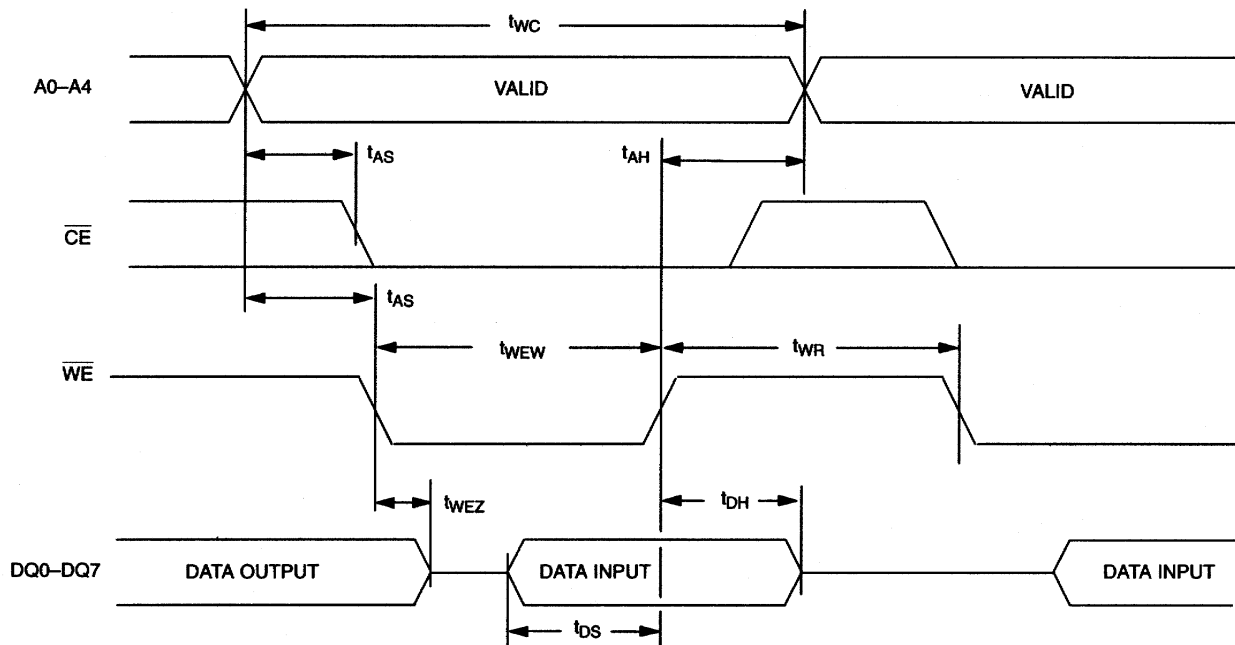 tWC
A0–A4 VALID VALID
tAS tAH
CE
tAS
tWEW tWR
WE
tWEZ tDH
DQ0–DQ7 DATA OUTPUT DATA INPUT DATA INPUT
tDS